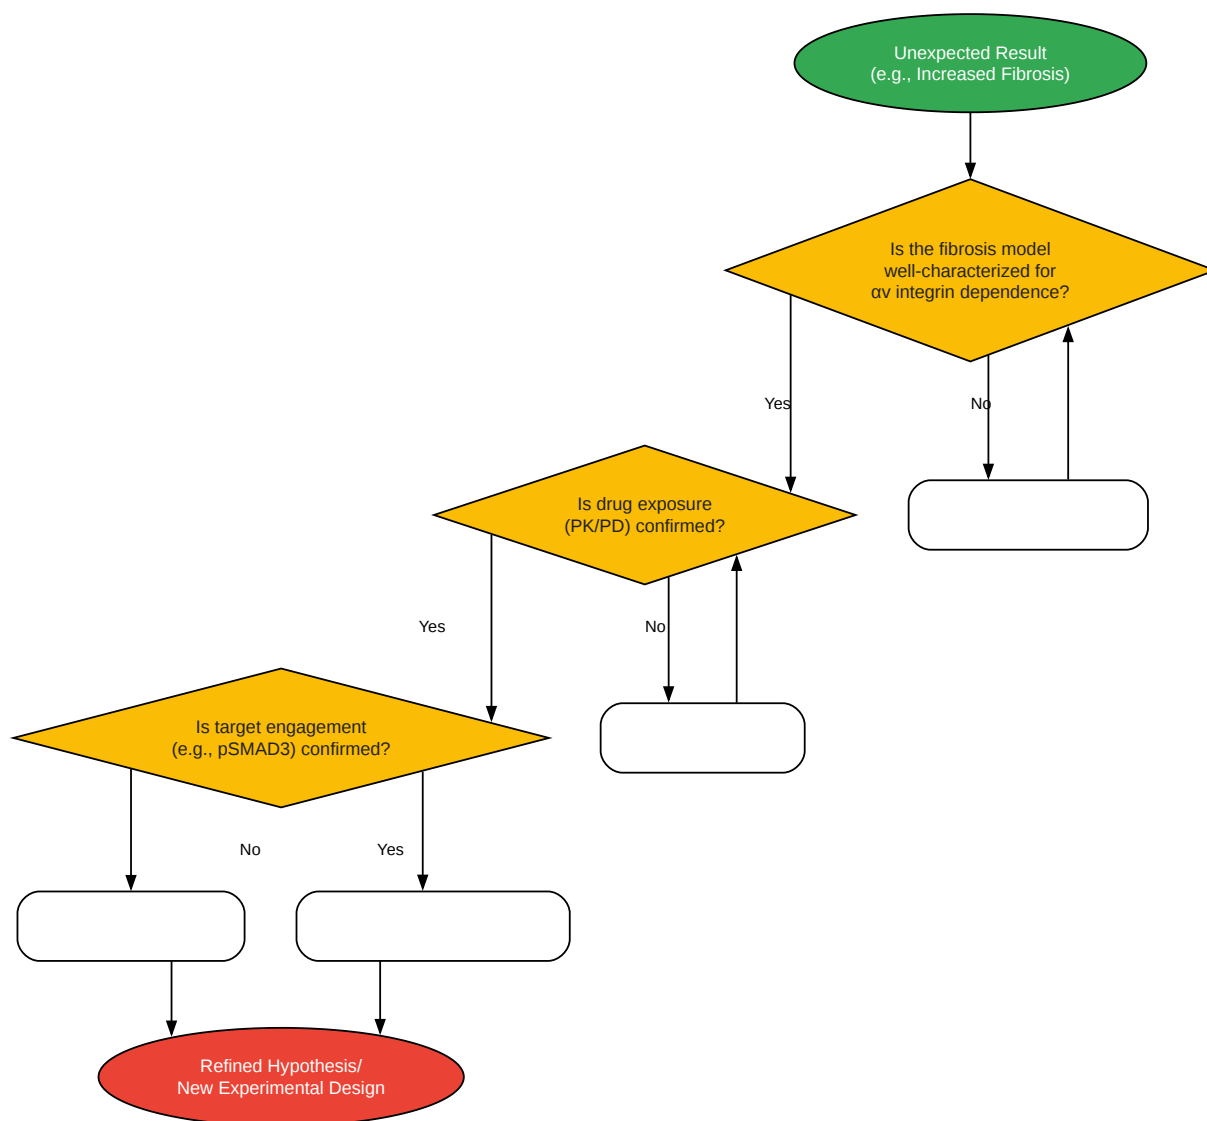 Unexpected Result
(e.g., Increased Fibrosis)
Is the fibrosis model
well-characterized for
αv integrin dependence?
Yes
No
Is drug exposure
(PK/PD) confirmed?
Yes
No
Is target engagement
(e.g., pSMAD3) confirmed?
No
Yes
Refined Hypothesis/
New Experimental Design